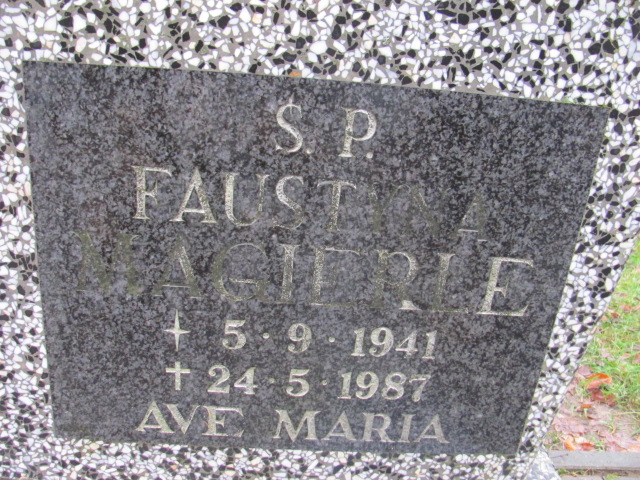 S. P.
FAUSTYNA
MAGIERLE
5·9·1941
24·5·1987
AVE MARIA